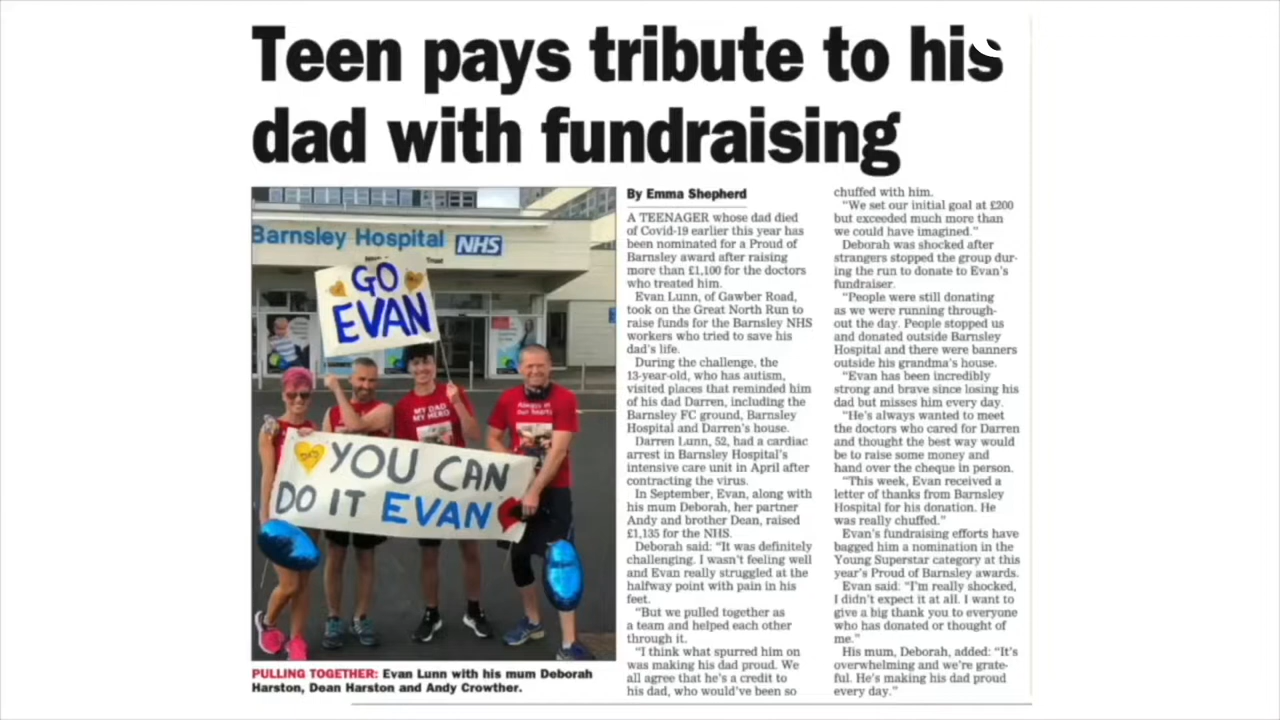 Teen pays tribute to his
dad with fundraising
Barnsley Hospital NHS
Trust
GO
EVAN
MY DAD
MY HERO
Always in
our hearts
DAD YOU CAN
DO IT EVAN
PULLING TOGETHER: Evan Lunn with his mum Deborah
Harston, Dean Harston and Andy Crowther.
By Emma Shepherd
A TEENAGER whose dad died
of Covid-19 earlier this year has
been nominated for a Proud of
Barnsley award after raising
more than £1,100 for the doctors
who treated him.
Evan Lunn, of Gawber Road,
took on the Great North Run to
raise funds for the Barnsley NHS
workers who tried to save his
dad's life.
During the challenge, the
13-year-old, who has autism,
visited places that reminded him
of his dad Darren, including the
Barnsley FC ground, Barnsley
Hospital and Darren's house.
Darren Lunn, 52, had a cardiac
arrest in Barnsley Hospital's
intensive care unit in April after
contracting the virus.
In September, Evan, along with
his mum Deborah, her partner
Andy and brother Dean, raised
£1,135 for the NHS.
Deborah said: "It was definitely
challenging. I wasn't feeling well
and Evan really struggled at the
halfway point with pain in his
feet.
"But we pulled together as
a team and helped each other
through it.
"I think what spurred him on
was making his dad proud. We
all agree that he's a credit to
his dad, who would've been so
chuffed with him.
"We set our initial goal at £200
but exceeded much more than
we could have imagined."
Deborah was shocked after
strangers stopped the group dur-
ing the run to donate to Evan's
fundraiser.
"People were still donating
as we were running through-
out the day. People stopped us
and donated outside Barnsley
Hospital and there were banners
outside his grandma's house.
"Evan has been incredibly
strong and brave since losing his
dad but misses him every day.
"He's always wanted to meet
the doctors who cared for Darren
and thought the best way would
be to raise some money and
hand over the cheque in person.
"This week, Evan received a
letter of thanks from Barnsley
Hospital for his donation. He
was really chuffed."
Evan's fundraising efforts have
bagged him a nomination in the
Young Superstar category at this
year's Proud of Barnsley awards.
Evan said: "I'm really shocked,
I didn't expect it at all. I want to
give a big thank you to everyone
who has donated or thought of
me."
His mum, Deborah, added: "It's
overwhelming and we're grate-
ful. He's making his dad proud
every day."